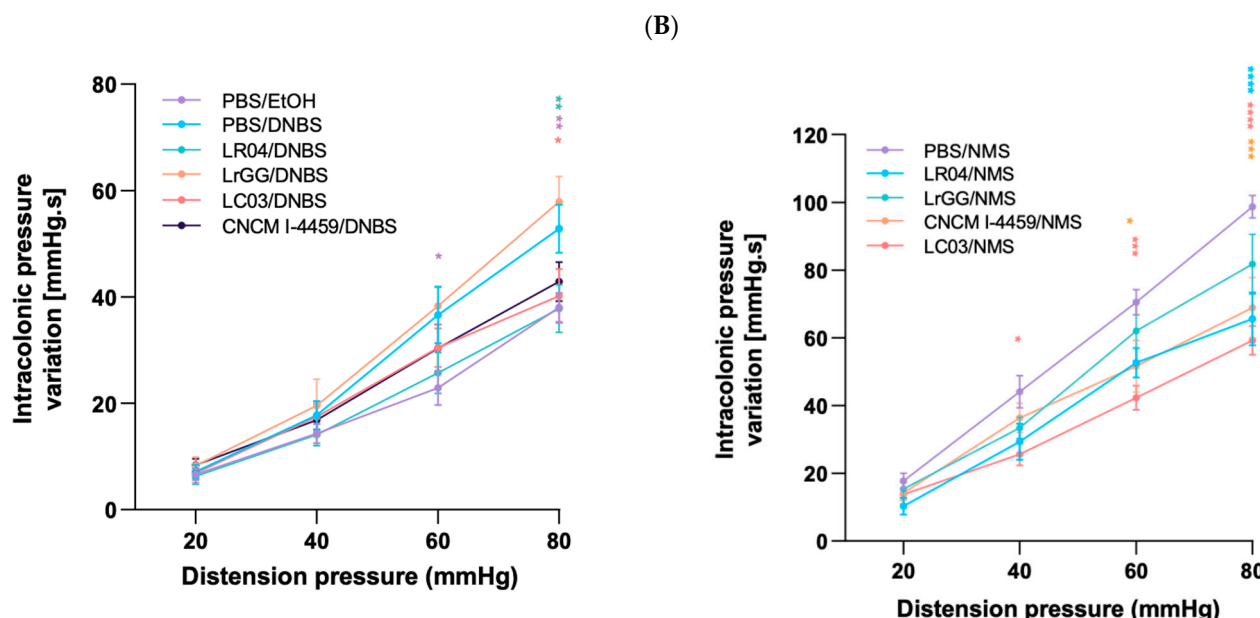 (B)
80
60
40
20
0
Intracolonic pressure
variation [mmHg.s]
PBS/EtOH
PBS/DNBS
LR04/DNBS
LrGG/DNBS
LC03/DNBS
CNCM I-4459/DNBS
*
**
**
*
20 40 60 80
Distension pressure (mmHg)
120
100
80
60
40
20
0
Intracolonic pressure
variation [mmHg.s]
PBS/NMS
LR04/NMS
LrGG/NMS
CNCM I-4459/NMS
LC03/NMS
*
*
***
****
****
***
20 40 60 80
Distension pressure (mmHg)